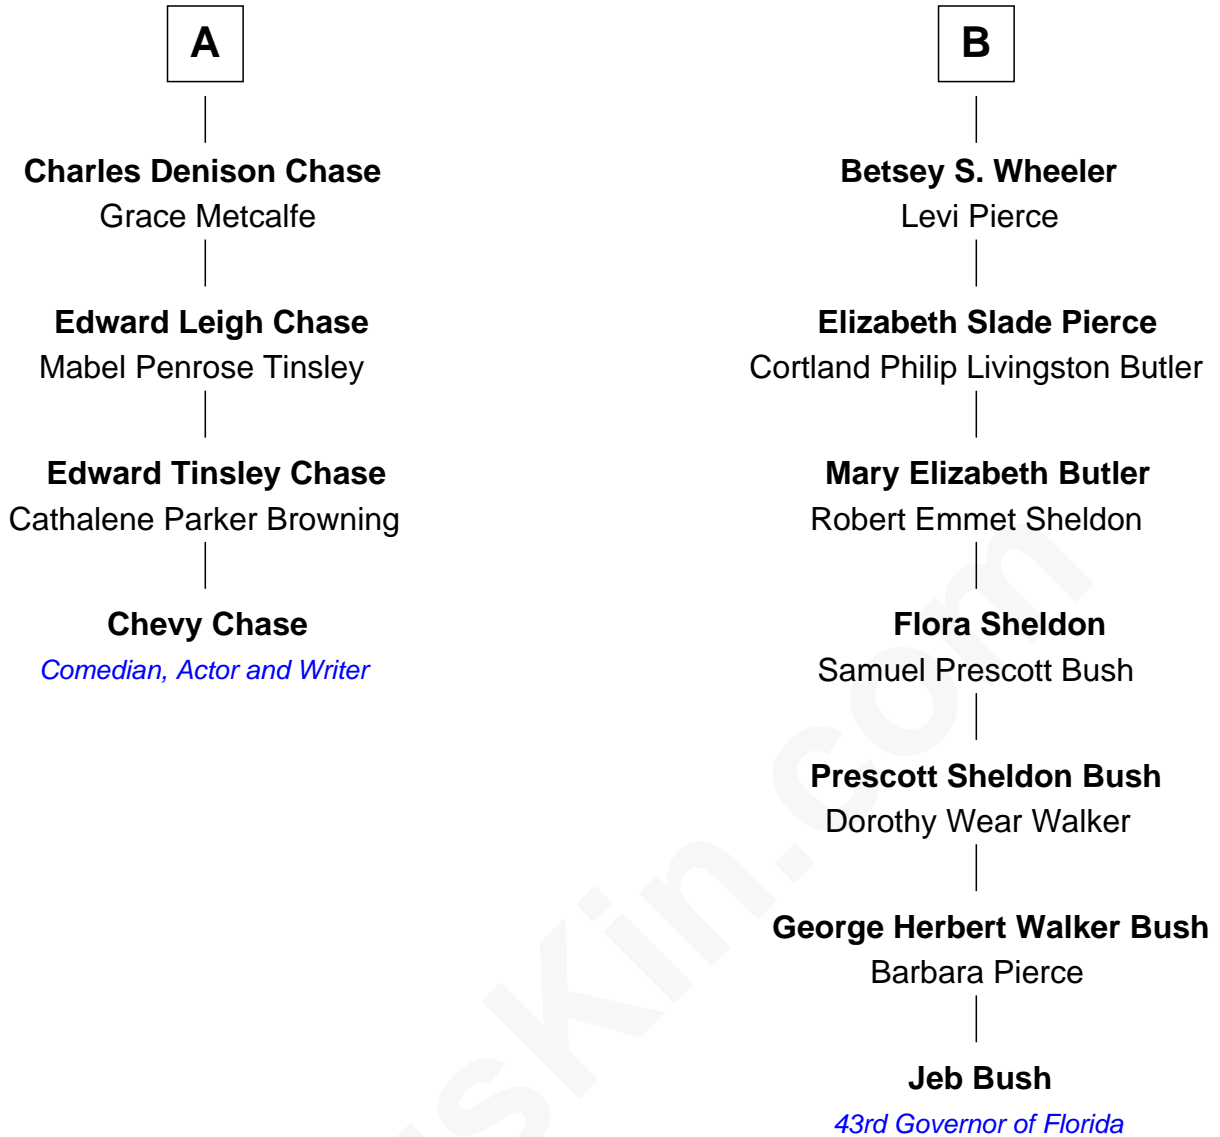 A
Charles Denison Chase
Grace Metcalfe
Edward Leigh Chase
Mabel Penrose Tinsley
Edward Tinsley Chase
Cathalene Parker Browning
Chevy Chase
Comedian, Actor and Writer
B
Betsey S. Wheeler
Levi Pierce
Elizabeth Slade Pierce
Cortland Philip Livingston Butler
Mary Elizabeth Butler
Robert Emmet Sheldon
Flora Sheldon
Samuel Prescott Bush
Prescott Sheldon Bush
Dorothy Wear Walker
George Herbert Walker Bush
Barbara Pierce
Jeb Bush
43rd Governor of Florida
sKin.com